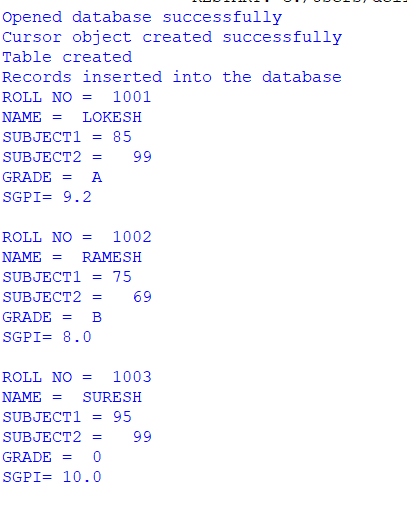 Opened database successfully
Cursor object created successfully
Table created
Records inserted into the database
ROLL NO =  1001
NAME =  LOKESH
SUBJECT1 = 85
SUBJECT2 =   99
GRADE =  A
SGPI= 9.2

ROLL NO =  1002
NAME =  RAMESH
SUBJECT1 = 75
SUBJECT2 =   69
GRADE =  B
SGPI= 8.0

ROLL NO =  1003
NAME =  SURESH
SUBJECT1 = 95
SUBJECT2 =   99
GRADE =  O
SGPI= 10.0